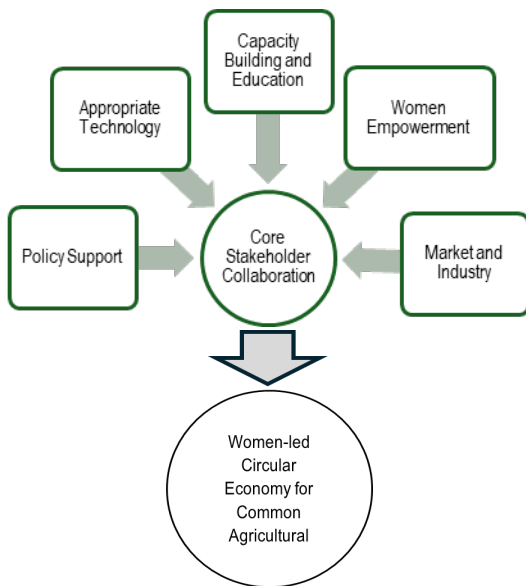 Capacity
Building and
Education
Appropriate
Technology
Women
Empowerment
Policy Support
Core
Stakeholder
Collaboration
Market and
Industry
Women-led
Circular
Economy for
Common
Agricultural